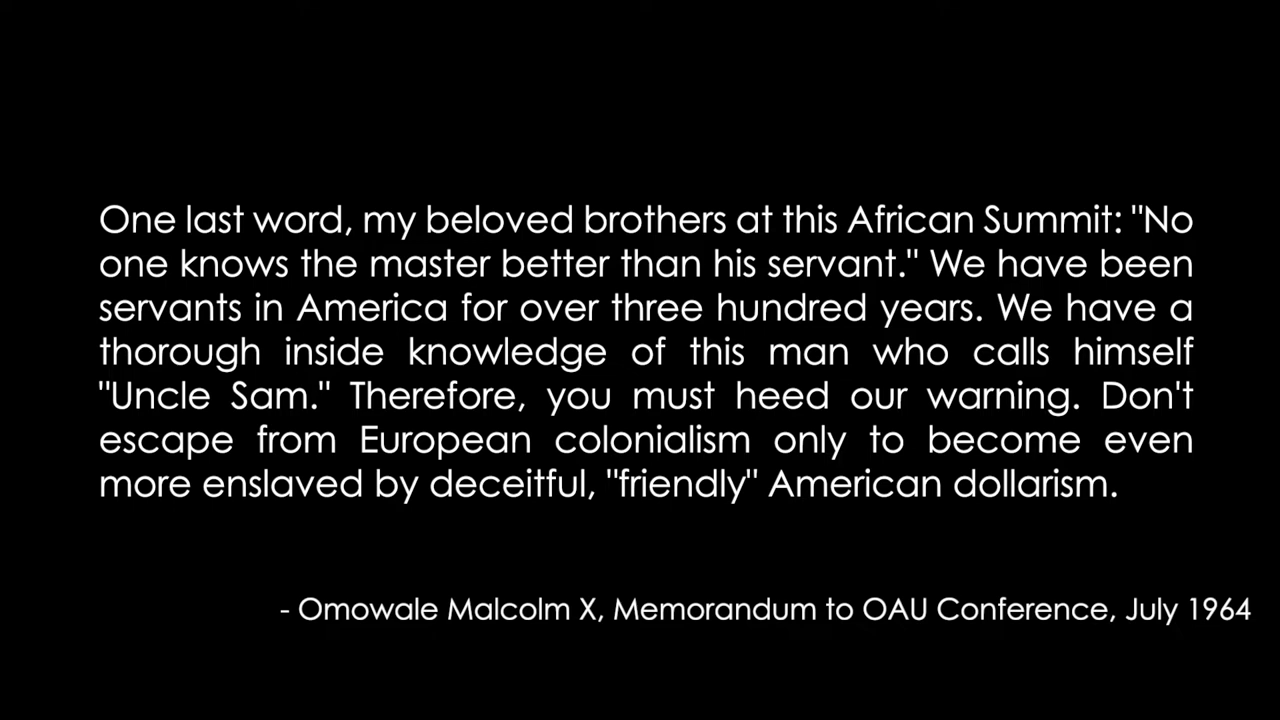 One last word, my beloved brothers at this African Summit: "No
one knows the master better than his servant." We have been
servants in America for over three hundred years. We have a
thorough inside knowledge of this man who calls himself
"Uncle Sam." Therefore, you must heed our warning. Don't
escape from European colonialism only to become even
more enslaved by deceitful, "friendly" American dollarism.
- Omowale Malcolm X, Memorandum to OAU Conference, July 1964